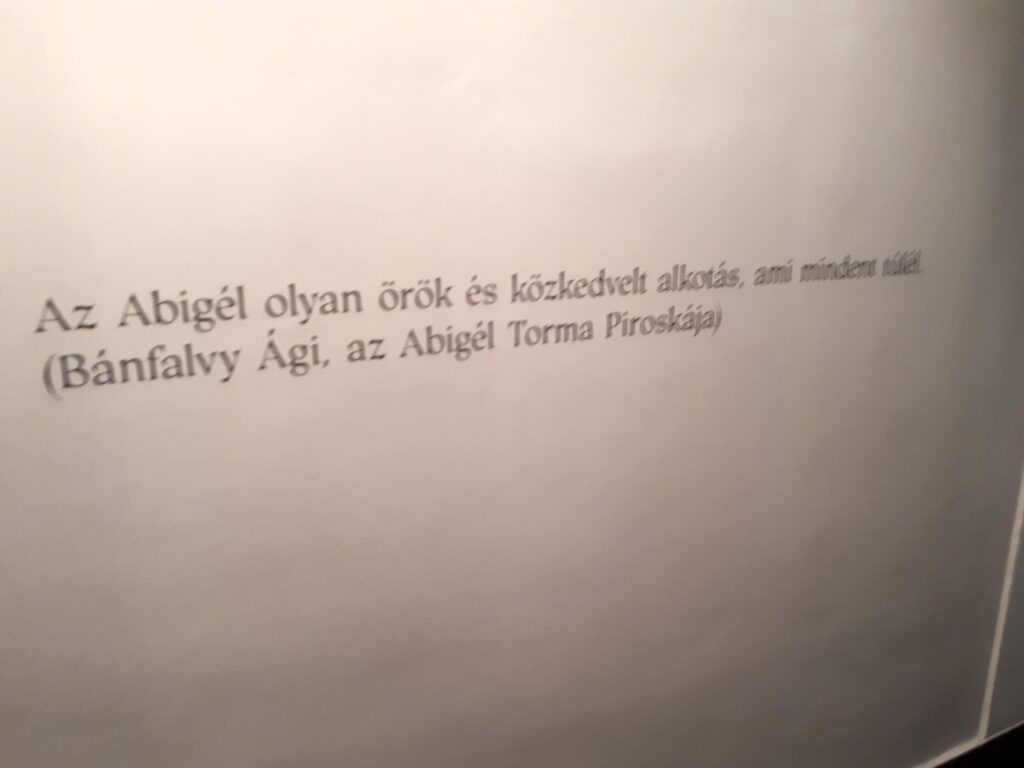 Az Abigél olyan örök és közkedvelt alkotás, ami mindent túlél.
(Bánfalvy Ági, az Abigél Torma Piroskája)